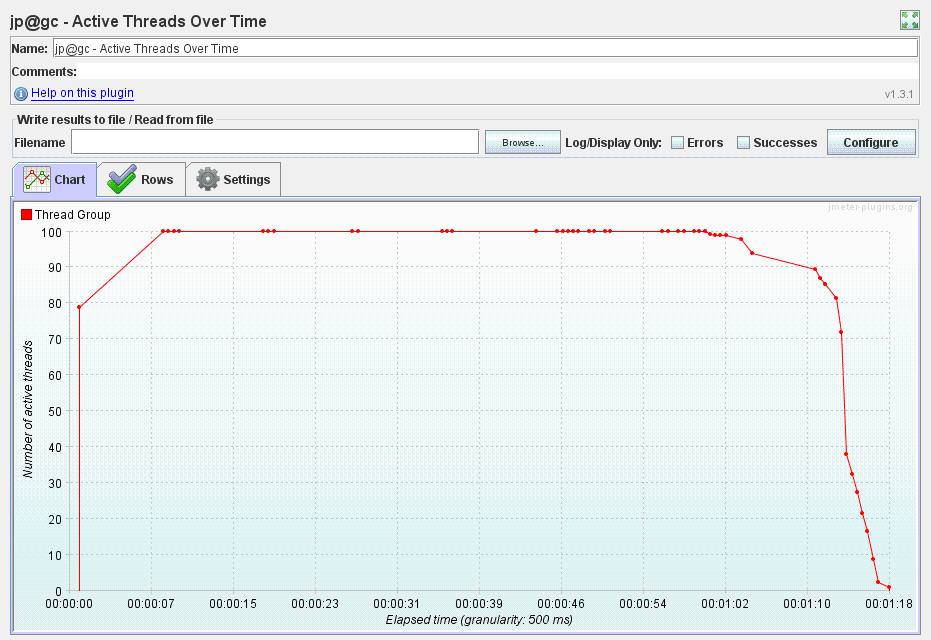 jp@gc - Active Threads Over Time
Name: jp@gc - Active Threads Over Time
Comments:
Help on this plugin
v1.3.1
Write results to file / Read from file
Filename Browse... Log/Display Only: Errors Successes Configure
Chart Rows Settings
jmeter-plugins.org
Thread Group
100
90
80
70
60
50
40
30
20
10
0
Number of active threads
00:00:00 00:00:07 00:00:15 00:00:23 00:00:31 00:00:39 00:00:46 00:00:54 00:01:02 00:01:10 00:01:18
Elapsed time (granularity: 500 ms)